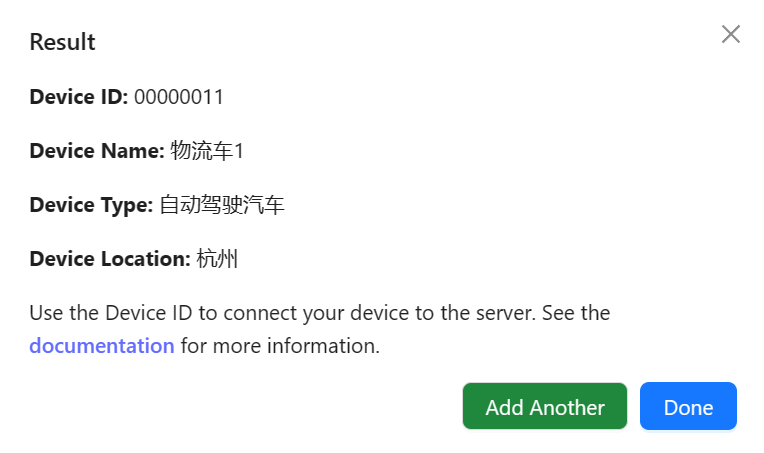 Result
Device ID: 00000011
Device Name: 物流车1
Device Type: 自动驾驶汽车
Device Location: 杭州
Use the Device ID to connect your device to the server. See the
documentation for more information.
Add Another
Done